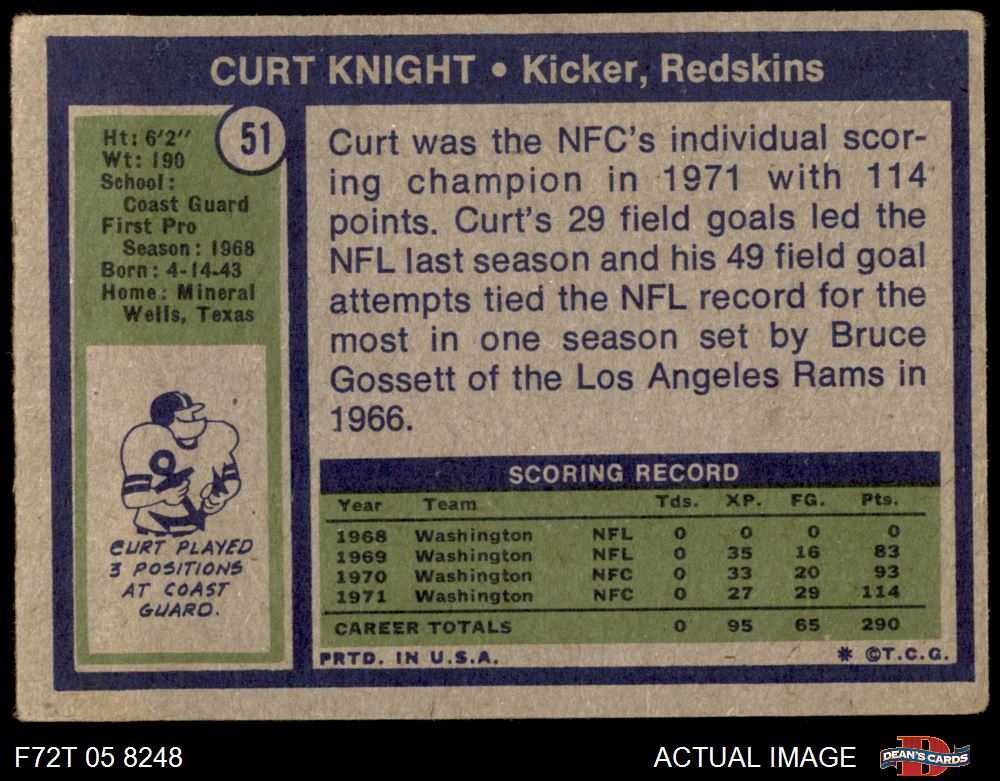 CURT KNIGHT • Kicker, Redskins
51
Ht: 6'2"
Wt: 190
School:
Coast Guard
First Pro
Season: 1968
Born: 4-14-43
Home: Mineral
Wells, Texas
CURT PLAYED
3 POSITIONS
AT COAST
GUARD.
Curt was the NFC's individual scor-
ing champion in 1971 with 114
points. Curt's 29 field goals led the
NFL last season and his 49 field goal
attempts tied the NFL record for the
most in one season set by Bruce
Gossett of the Los Angeles Rams in
1966.
SCORING RECORD
Year Team Tds. XP. FG. Pts.
1968 Washington NFL 0 0 0 0
1969 Washington NFL 0 35 16 83
1970 Washington NFC 0 33 20 93
1971 Washington NFC 0 27 29 114
CAREER TOTALS 0 95 65 290
PRTD. IN U.S.A. * ©T.C.G.
F72T 05 8248 ACTUAL IMAGE DEAN'S CARDS